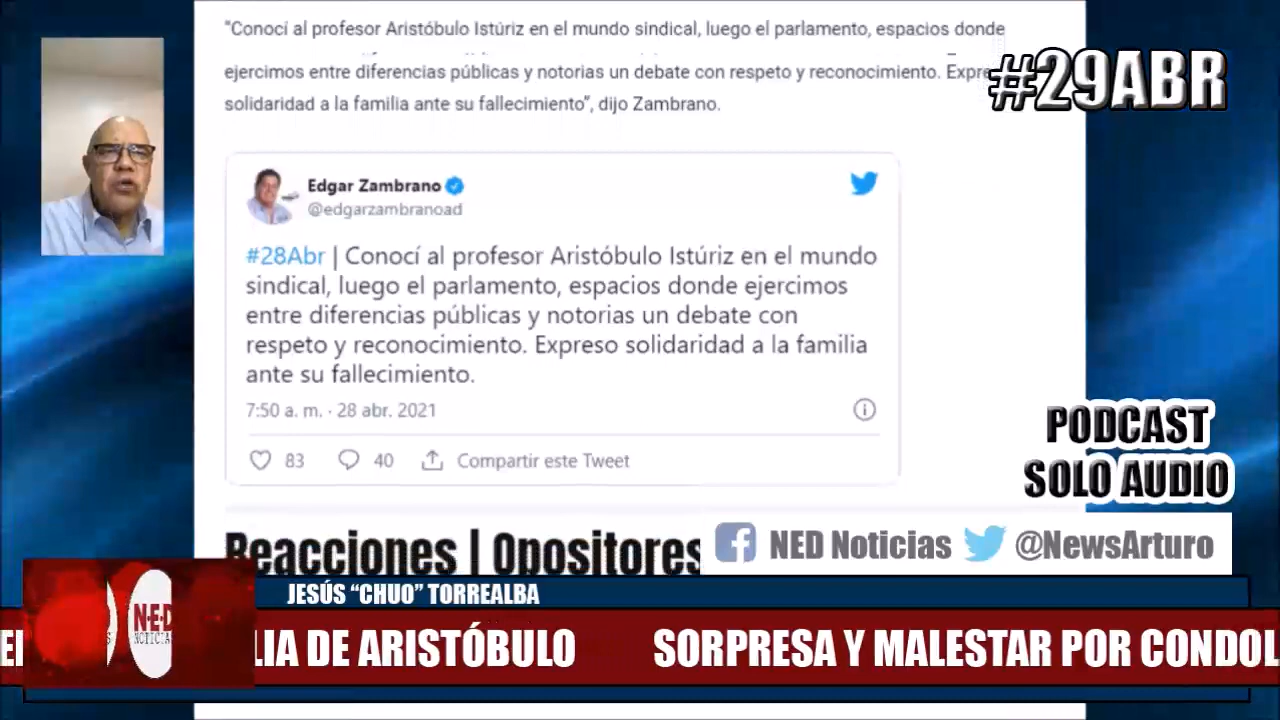 "Conocí al profesor Aristóbulo Istúriz en el mundo sindical, luego el parlamento, espacios donde
ejercimos entre diferencias públicas y notorias un debate con respeto y reconocimiento.
solidaridad a la familia ante su fallecimiento”, dijo Zambrano.
#29ABR
Edgar Zambrano
@edgarzambranoad
#28Abr | Conocí al profesor Aristóbulo Istúriz en el mundo
sindical, luego el parlamento, espacios donde ejercimos
entre diferencias públicas y notorias un debate con
respeto y reconocimiento. Expreso solidaridad a la familia
ante su fallecimiento.
7:50 a. m. · 28 abr. 2021
83 40 Compartir este Tweet
PODCAST
SOLO AUDIO
Reacciones | Opositores
NED Noticias @NewsArturo
JESÚS “CHUO” TORREALBA
N·E·D
LIA DE ARISTÓBULO SORPRESA Y MALESTAR POR CONDOL